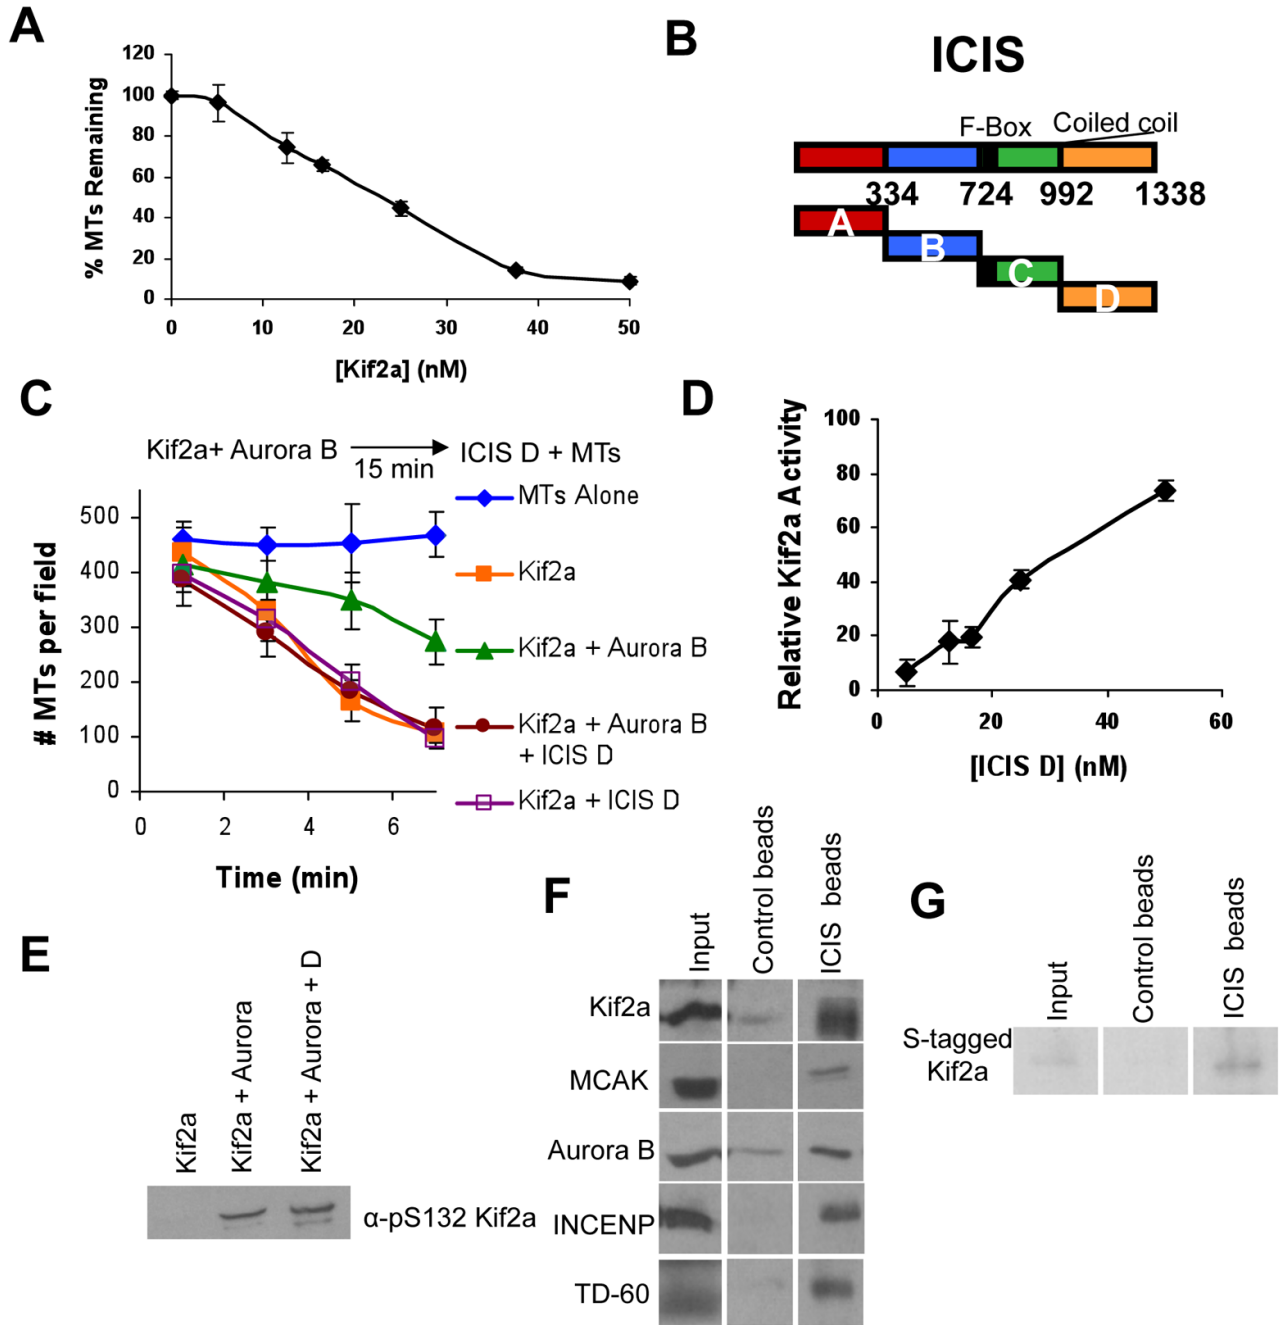 A
120
100
80
60
40
20
0
% MTs Remaining
0 10 20 30 40 50
[Kif2a] (nM)
B
ICIS
F-Box Coiled coil
334 724 992 1338
A
B
C
D
C
Kif2a+ Aurora B
15 min
ICIS D + MTs
500
400
300
200
100
0
# MTs per field
0 2 4 6
Time (min)
MTs Alone
Kif2a
Kif2a + Aurora B
Kif2a + Aurora B
+ ICIS D
Kif2a + ICIS D
D
100
80
60
40
20
0
Relative Kif2a Activity
0 20 40 60
[ICIS D] (nM)
E
Kif2a
Kif2a + Aurora
Kif2a + Aurora + D
α-pS132 Kif2a
F
Input
Control beads
ICIS beads
Kif2a
MCAK
Aurora B
INCENP
TD-60
G
Input
Control beads
ICIS beads
S-tagged
Kif2a